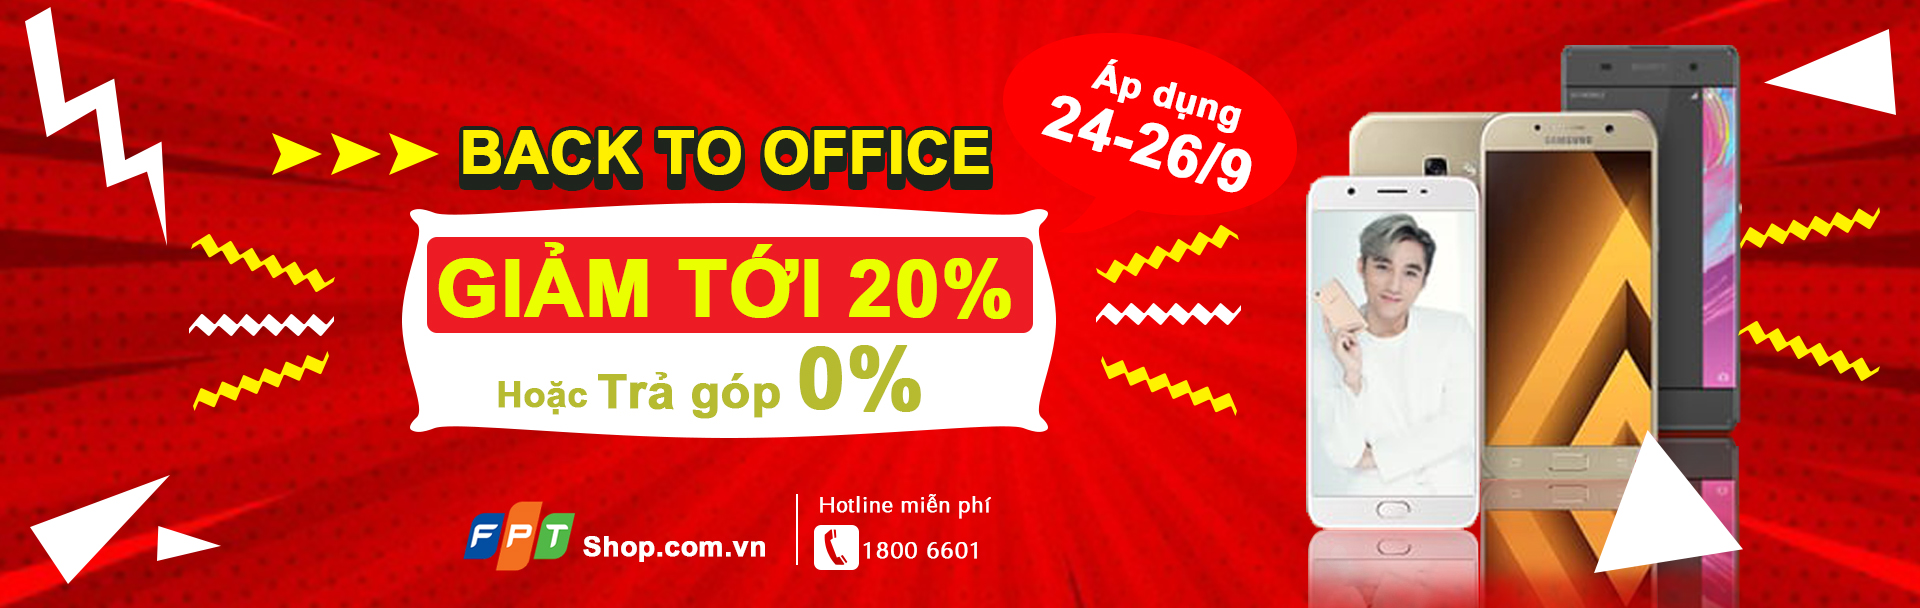 BACK TO OFFICE
Áp dụng
24-26/9
GIẢM TỚI 20%
Hoặc Trả góp 0%
FPT Shop.com.vn
Hotline miễn phí
1800 6601
SAMSUNG